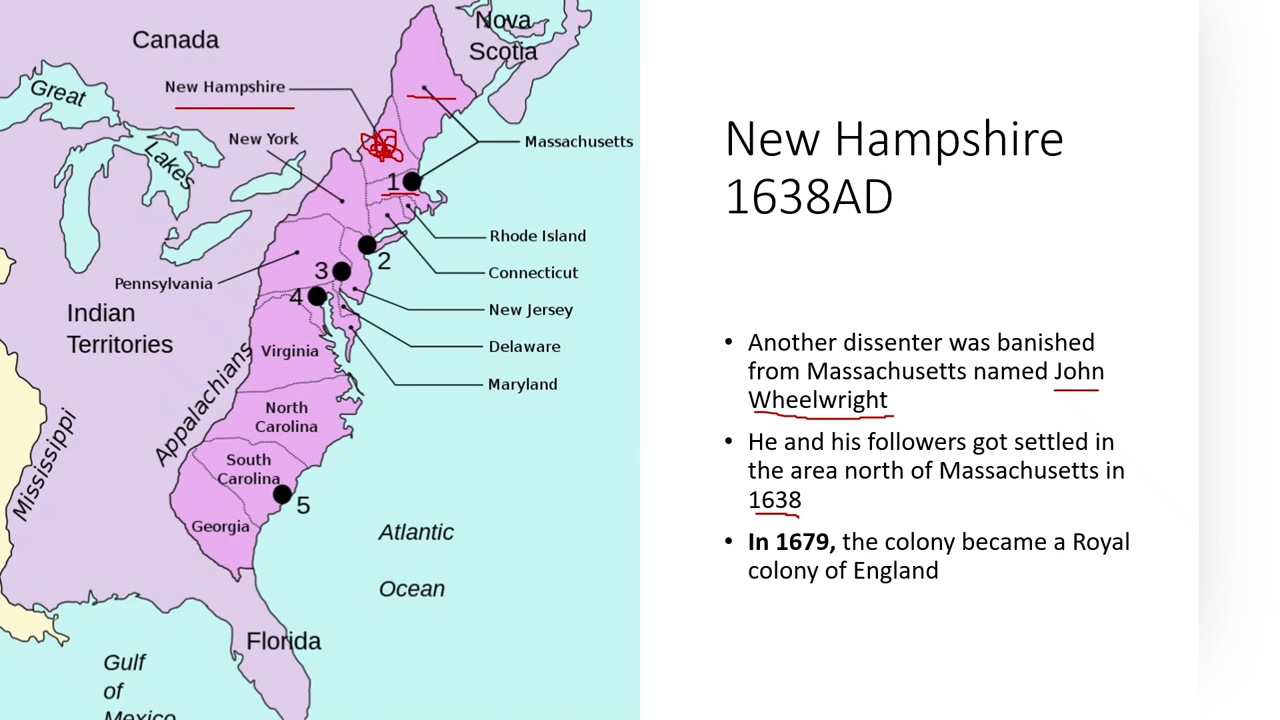 Canada
Nova
Scotia
Great
Lakes
New Hampshire
New York
Massachusetts
1
Rhode Island
2
Connecticut
3
Pennsylvania
4
New Jersey
Indian
Territories
Delaware
Virginia
Maryland
Appalachians
North
Carolina
Mississippi
South
Carolina
5
Georgia
Atlantic
Ocean
Florida
Gulf
of
Mexico
New Hampshire
1638AD
• Another dissenter was banished
from Massachusetts named John
Wheelwright
• He and his followers got settled in
the area north of Massachusetts in
1638
• In 1679, the colony became a Royal
colony of England